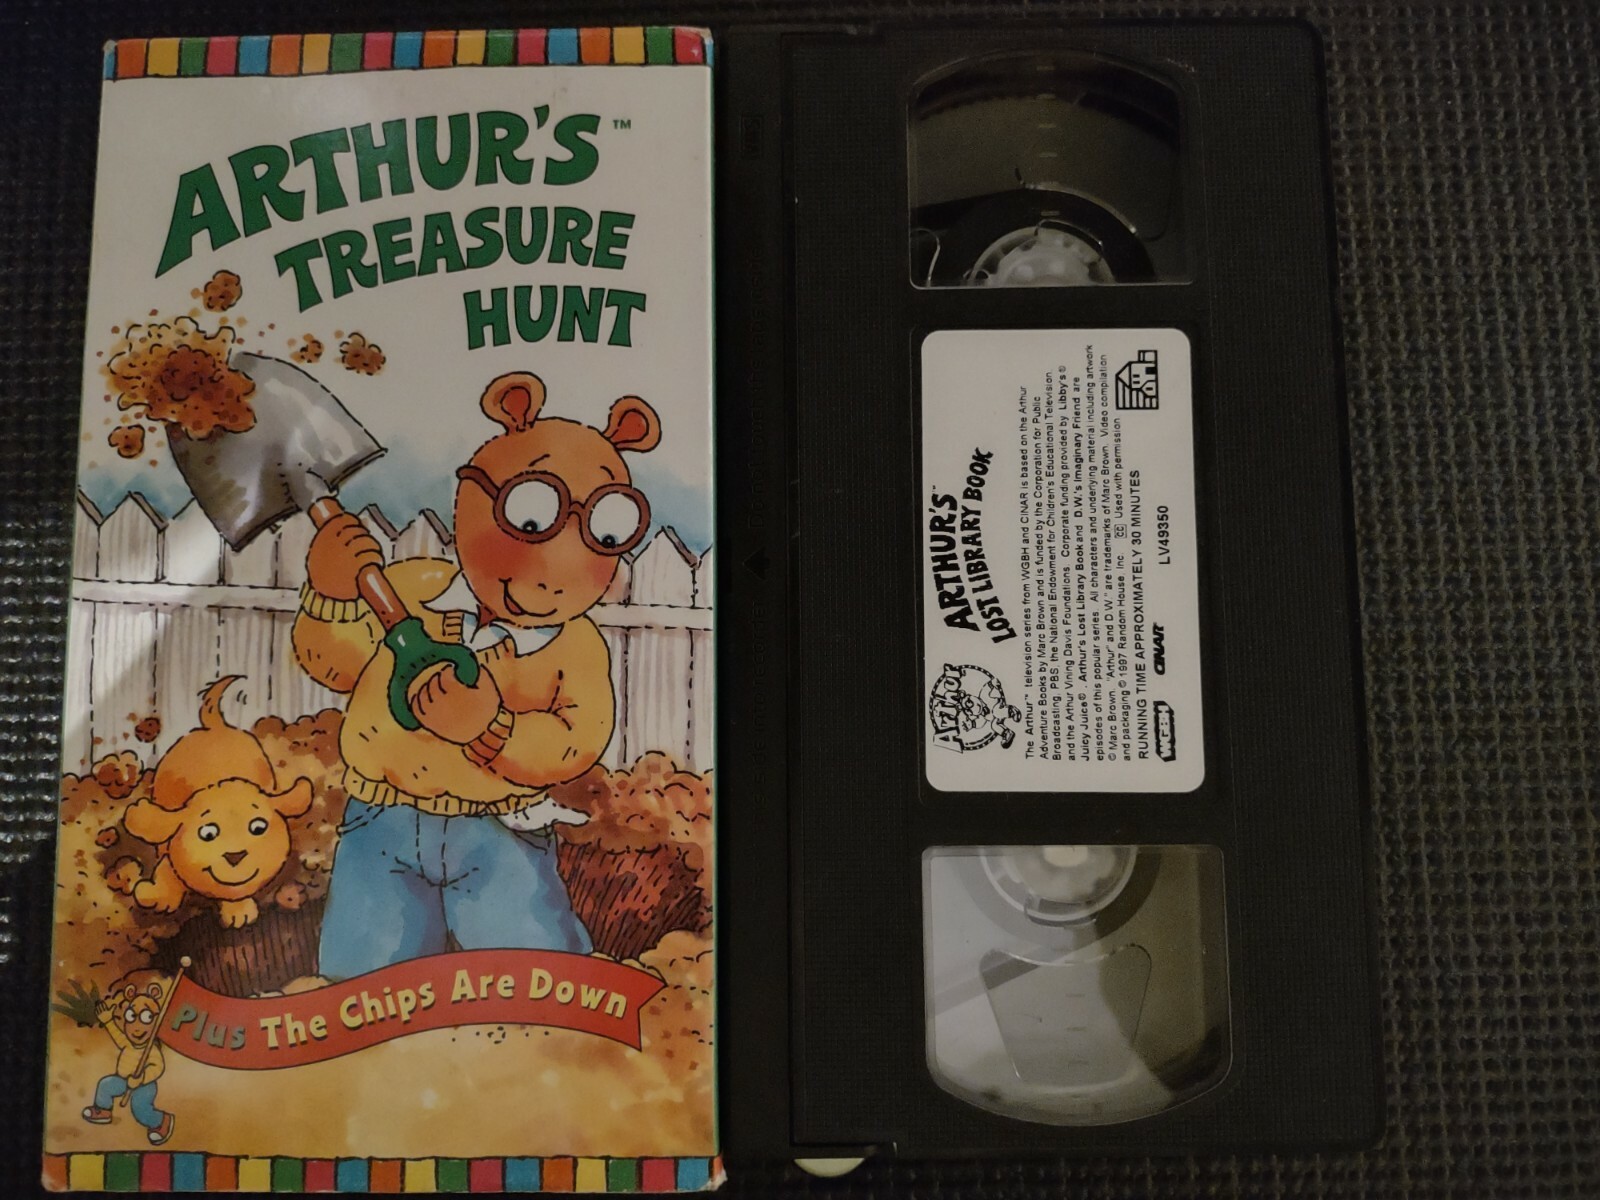 ARTHUR'S™
TREASURE
HUNT
Plus The Chips Are Down
VHS
Arthur
ARTHUR'S™
LOST LIBRARY BOOK
The Arthur™ television series from WGBH and CINAR is based on the Arthur
Adventure Books by Marc Brown and is funded by the Corporation for Public
Broadcasting, PBS, the National Endowment for Children's Educational Television,
and the Arthur Vining Davis Foundations. Corporate funding provided by Libby's®
Juicy Juice®. Arthur's Lost Library Book and D.W.'s Imaginary Friend are
episodes of this popular series. All characters and underlying material including artwork
© Marc Brown. "Arthur" and D.W." are trademarks of Marc Brown. Video compilation
and packaging © 1997 Random House, Inc. CC Used with permission
RUNNING TIME APPROXIMATELY 30 MINUTES
WGBH CINAR LV49350